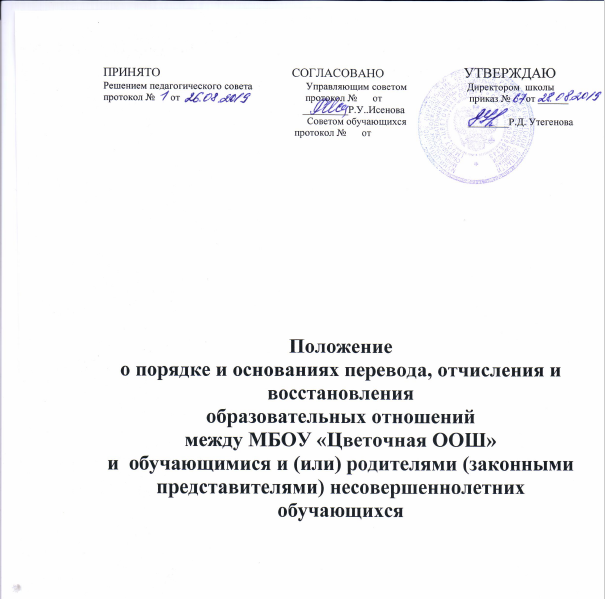 ПРИНЯТО
Решением педагогического совета
протокол № 1 от 26.08.2019
СОГЛАСОВАНО
Управляющим советом
протокол № от
Р.У..Исенова
Советом обучающихся
протокол № от
УТВЕРЖДАЮ
Директором школы
приказ № 67 от 28.08.2019
Р.Д. Утегенова
Положение
о порядке и основаниях перевода, отчисления и
восстановления
образовательных отношений
между МБОУ «Цветочная ООШ»
и обучающимися и (или) родителями (законными
представителями) несовершеннолетних
обучающихся